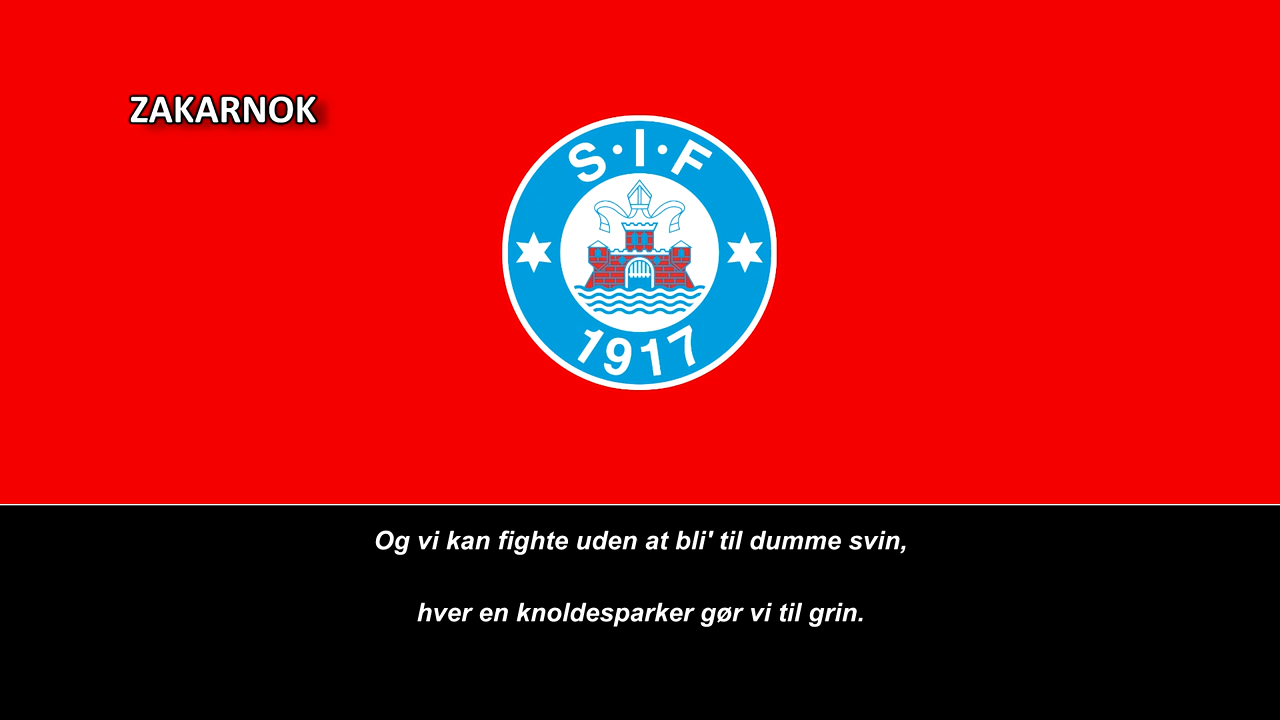 ZAKARNOK
S·I·F
1917
Og vi kan fighte uden at bli' til dumme svin,
hver en knoldesparker gør vi til grin.